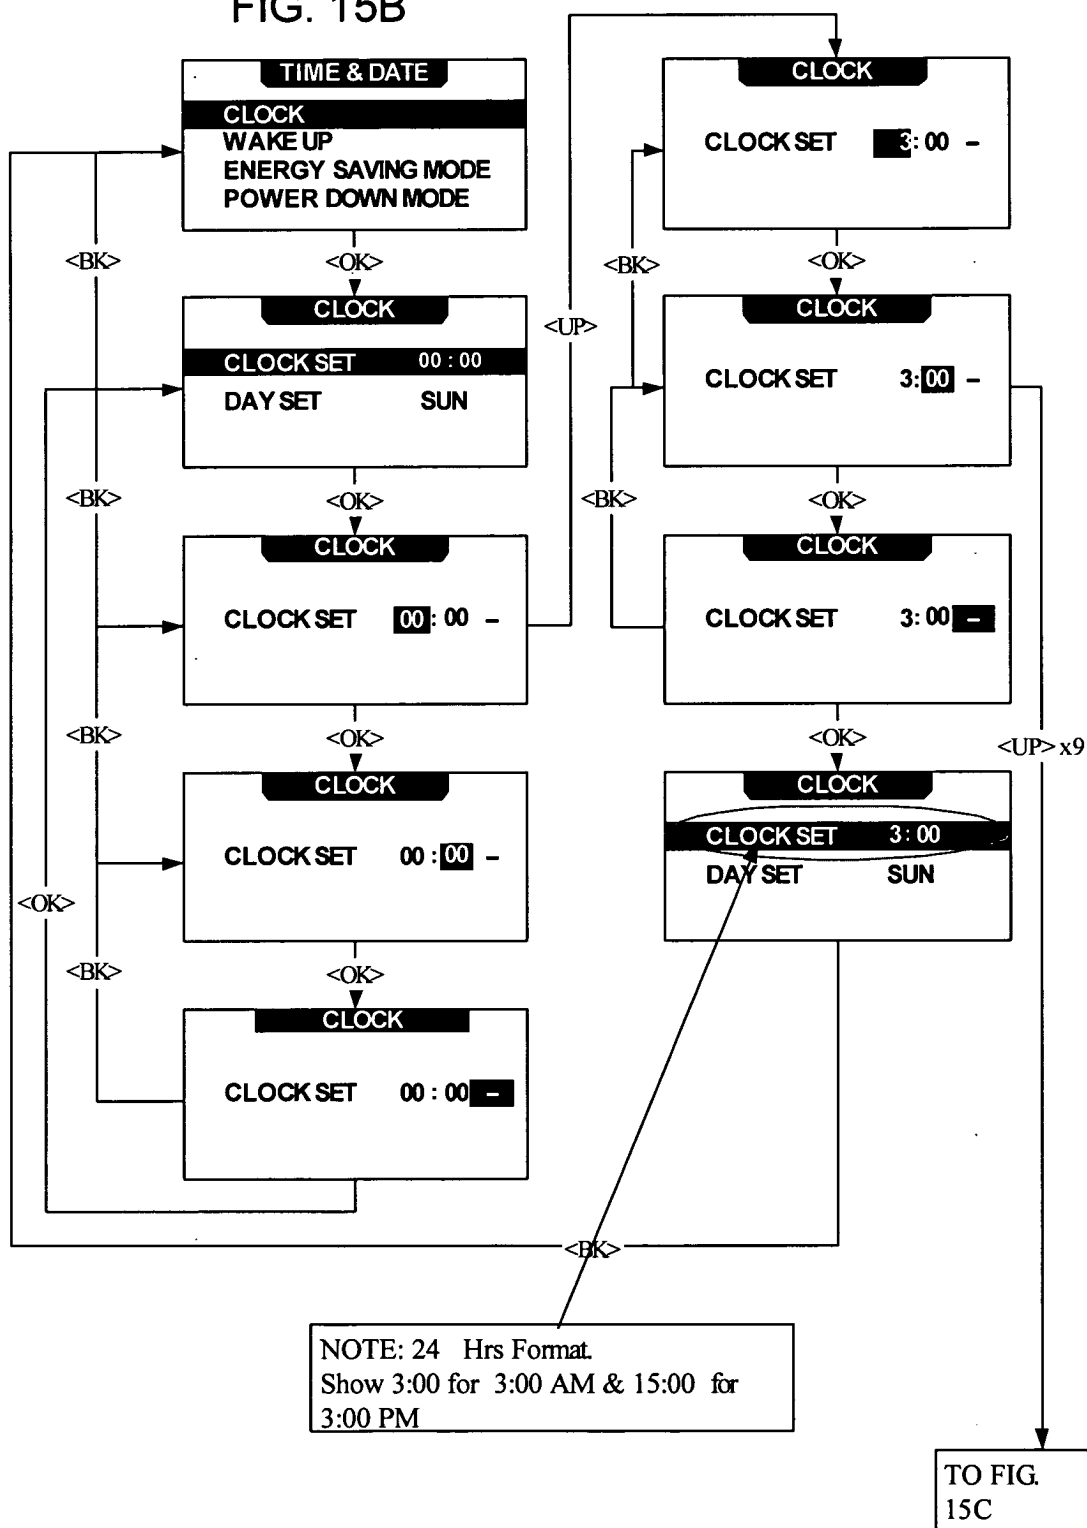 FIG. 15B
TIME & DATE
CLOCK
WAKE UP
ENERGY SAVING MODE
POWER DOWN MODE
<BK>
<OK>
CLOCK
CLOCK SET 00 : 00
DAY SET SUN
<BK>
<OK>
CLOCK
CLOCK SET 00 : 00 –
<BK>
<OK>
CLOCK
CLOCK SET 00 : 00 –
<OK>
<BK>
<OK>
CLOCK
CLOCK SET 00 : 00 –
<UP>
CLOCK
CLOCK SET 3: 00 –
<BK>
<OK>
CLOCK
CLOCK SET 3: 00 –
<BK>
<OK>
CLOCK
CLOCK SET 3: 00 –
<OK>
<UP> x9
CLOCK
CLOCK SET 3 : 00
DAY SET SUN
<BK>
NOTE: 24 Hrs Format.
Show 3:00 for 3:00 AM & 15:00 for
3:00 PM
TO FIG.
15C